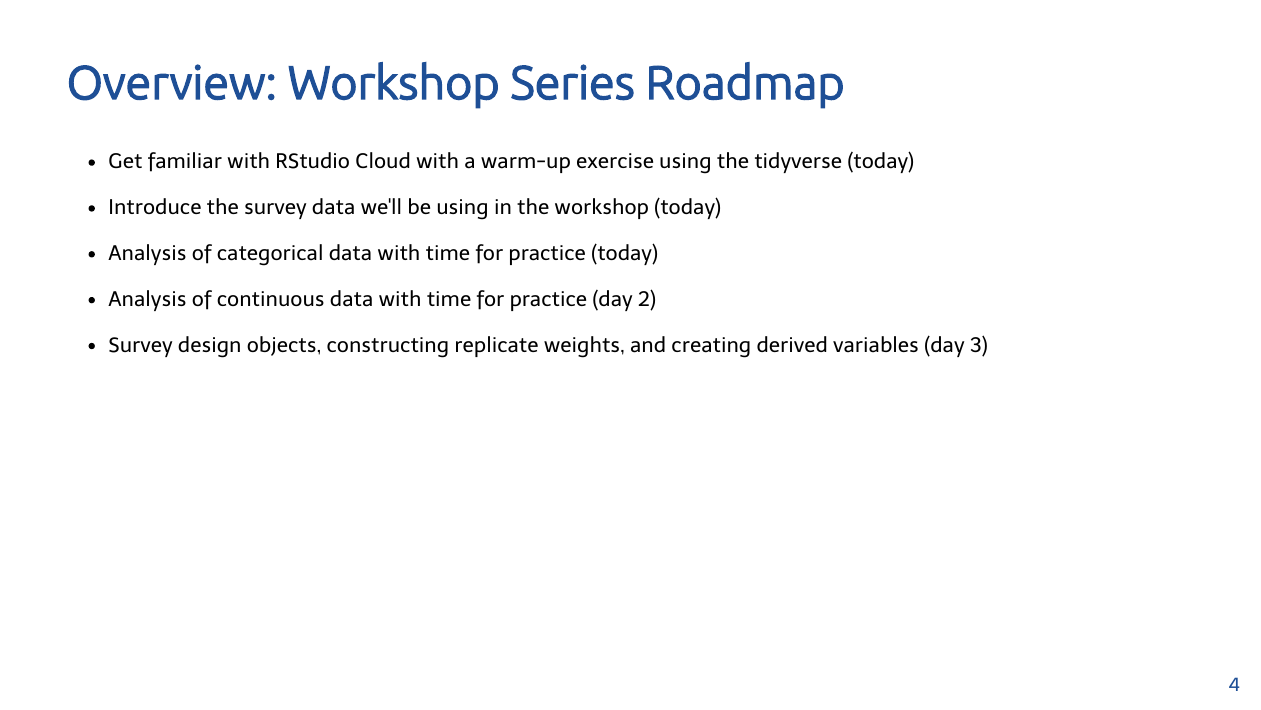 Overview: Workshop Series Roadmap
• Get familiar with RStudio Cloud with a warm-up exercise using the tidyverse (today)
• Introduce the survey data we'll be using in the workshop (today)
• Analysis of categorical data with time for practice (today)
• Analysis of continuous data with time for practice (day 2)
• Survey design objects, constructing replicate weights, and creating derived variables (day 3)
4